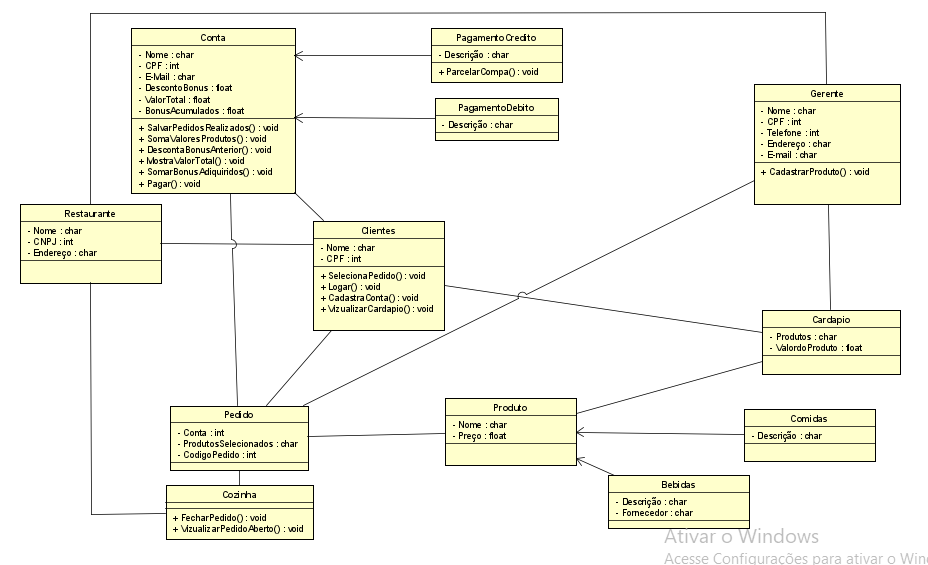 Conta
- Nome : char
- CPF : int
- E-Mail : char
- DescontoBonus : float
- ValorTotal : float
- BonusAcumulados : float
+ SalvarPedidosRealizados() : void
+ SomaValoresProdutos() : void
+ DescontaBonusAnterior() : void
+ MostraValorTotal() : void
+ SomarBonusAdiquiridos() : void
+ Pagar() : void
PagamentoCredito
- Descrição : char
+ ParcelarCompa() : void
PagamentoDebito
- Descrição : char
Gerente
- Nome : char
- CPF : int
- Telefone : int
- Endereço : char
- E-mail : char
+ CadastrarProduto() : void
Restaurante
- Nome : char
- CNPJ : int
- Endereço : char
Clientes
- Nome : char
- CPF : int
+ SelecionaPedido() : void
+ Logar() : void
+ CadastraConta() : void
+ VizualizarCardapio() : void
Cardapio
- Produtos : char
- ValordoProduto : float
Pedido
- Conta : int
- ProdutosSelecionados : char
- CodigoPedido : int
Produto
- Nome : char
- Preço : float
Comidas
- Descrição : char
Cozinha
+ FecharPedido() : void
+ VizualizarPedidoAberto() : void
Bebidas
- Descrição : char
- Fornecedor : char
Ativar o Windows
Acesse Configurações para ativar o Win